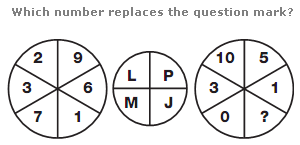 Which number replaces the question mark?
2 9 10 5
L P
3 6 3 1
M J
7 1 0 ?